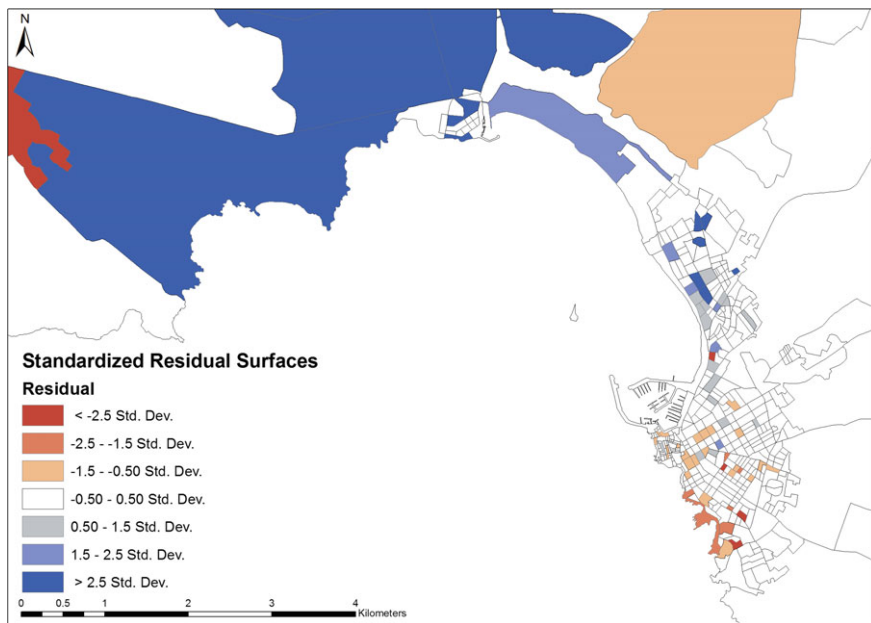 N
Standardized Residual Surfaces
Residual
< -2.5 Std. Dev.
-2.5 - -1.5 Std. Dev.
-1.5 - -0.50 Std. Dev.
-0.50 - 0.50 Std. Dev.
0.50 - 1.5 Std. Dev.
1.5 - 2.5 Std. Dev.
> 2.5 Std. Dev.
0 0.5 1 2 3 4
Kilometers